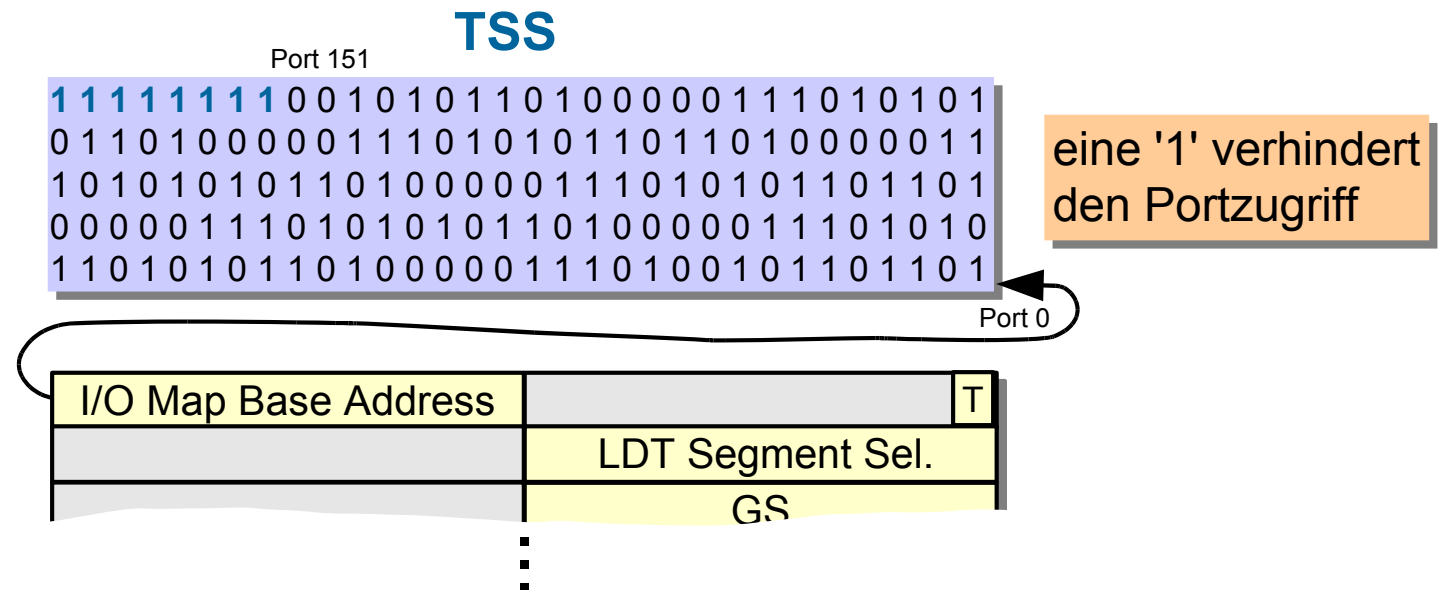 TSS
Port 151
1 1 1 1 1 1 1 1 0 0 1 0 1 0 1 1 0 1 0 0 0 0 0 1 1 1 0 1 0 1 0 1
0 1 1 0 1 0 0 0 0 0 1 1 1 0 1 0 1 0 1 1 0 1 1 0 1 0 0 0 0 0 1 1
1 0 1 0 1 0 1 0 1 1 0 1 0 0 0 0 0 1 1 1 0 1 0 1 0 1 1 0 1 1 0 1
0 0 0 0 0 1 1 1 0 1 0 1 0 1 0 1 1 0 1 0 0 0 0 0 1 1 1 0 1 0 1 0
1 1 0 1 0 1 0 1 1 0 1 0 0 0 0 0 1 1 1 0 1 0 0 1 0 1 1 0 1 1 0 1
eine '1' verhindert
den Portzugriff
Port 0
I/O Map Base Address T
LDT Segment Sel.
GS